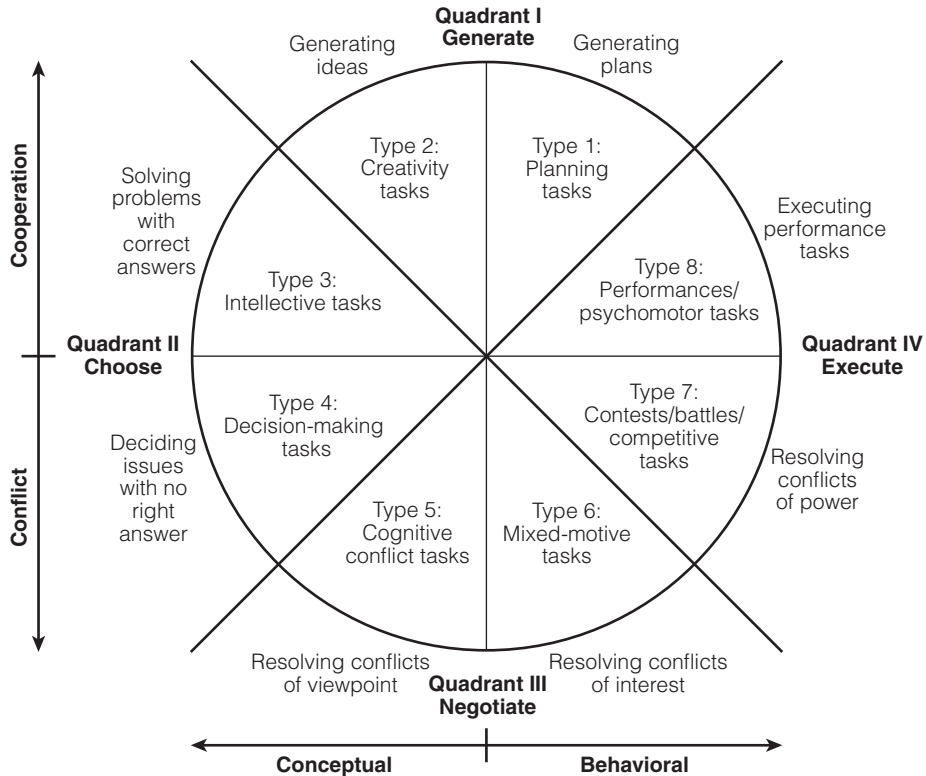 Quadrant I
Generate
Generating
ideas
Generating
plans
Type 2:
Creativity
tasks
Type 1:
Planning
tasks
Cooperation
Solving
problems
with
correct
answers
Executing
performance
tasks
Type 3:
Intellective tasks
Type 8:
Performances/
psychomotor tasks
Quadrant II
Choose
Quadrant IV
Execute
Conflict
Deciding
issues
with no
right
answer
Type 4:
Decision-making
tasks
Type 7:
Contests/battles/
competitive
tasks
Resolving
conflicts
of power
Type 5:
Cognitive
conflict tasks
Type 6:
Mixed-motive
tasks
Resolving conflicts
of viewpoint
Quadrant III
Negotiate
Resolving conflicts
of interest
Conceptual
Behavioral